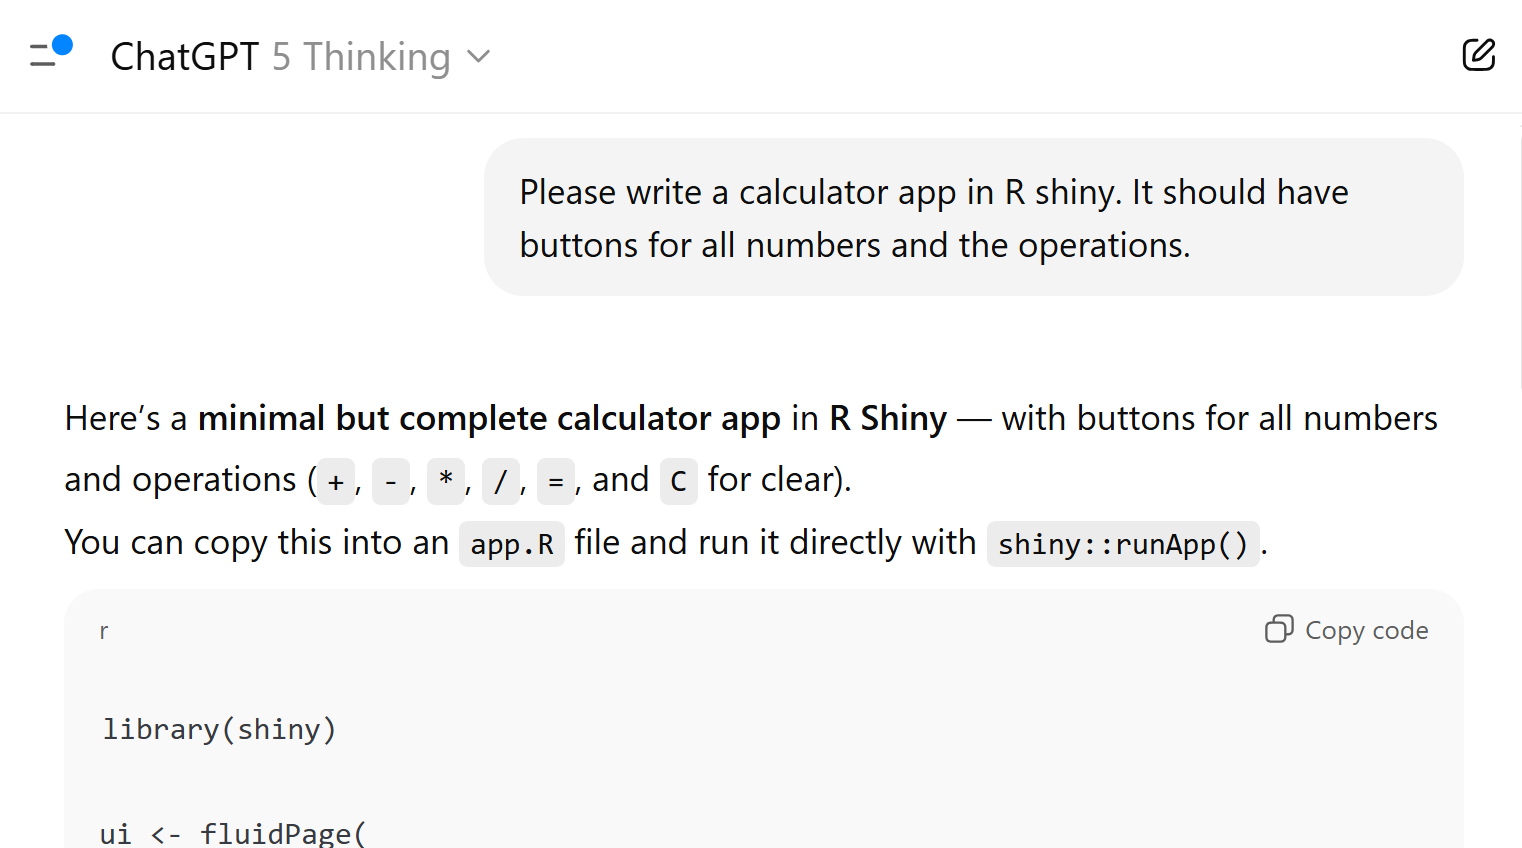 ChatGPT 5 Thinking
Please write a calculator app in R shiny. It should have
buttons for all numbers and the operations.
Here’s a minimal but complete calculator app in R Shiny — with buttons for all numbers
and operations (+, -, *, /, =, and C for clear).
You can copy this into an app.R file and run it directly with shiny::runApp().
r Copy code
library(shiny)
ui <- fluidPage(